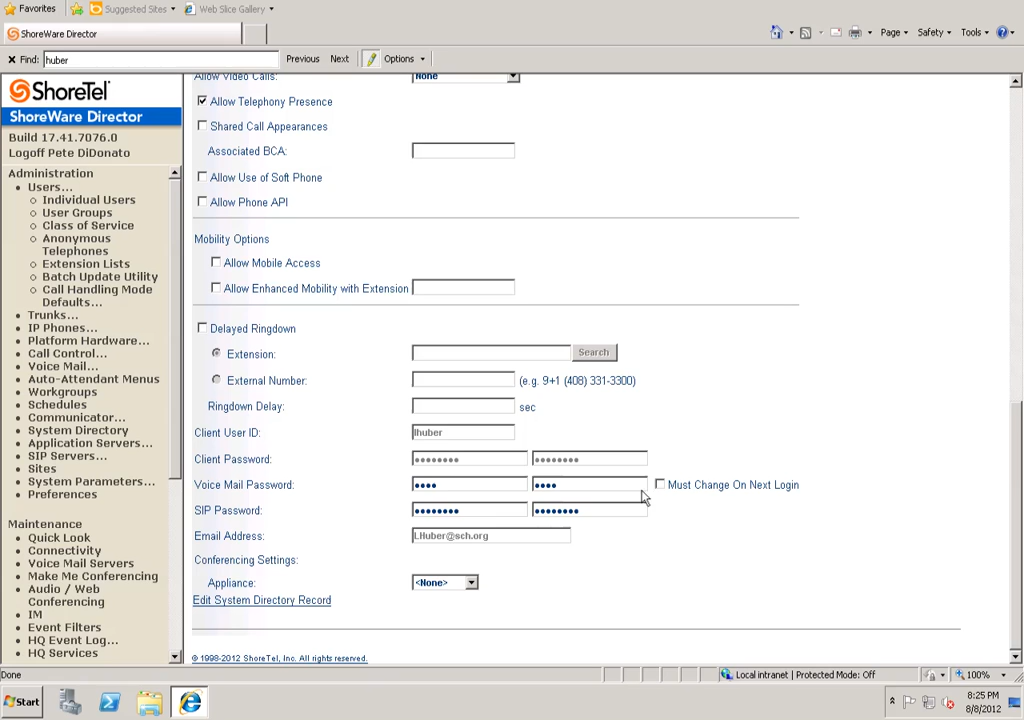 Favorites
Suggested Sites
Web Slice Gallery
ShoreWare Director
Page
Safety
Tools
Find:
huber
Previous
Next
Options
ShoreTel
ShoreWare Director
Build 17.41.7076.0
Logoff Pete DiDonato
Administration
Users...
Individual Users
User Groups
Class of Service
Anonymous
Telephones
Extension Lists
Batch Update Utility
Call Handling Mode
Defaults...
Trunks...
IP Phones...
Platform Hardware...
Call Control...
Voice Mail...
Auto-Attendant Menus
Workgroups
Schedules
Communicator...
System Directory
Application Servers...
SIP Servers...
Sites
System Parameters...
Preferences
Maintenance
Quick Look
Connectivity
Voice Mail Servers
Make Me Conferencing
Audio / Web
Conferencing
IM
Event Filters
HQ Event Log...
HQ Services
Allow Video Calls:
None
Allow Telephony Presence
Shared Call Appearances
Associated BCA:
Allow Use of Soft Phone
Allow Phone API
Mobility Options
Allow Mobile Access
Allow Enhanced Mobility with Extension
Delayed Ringdown
Extension:
Search
External Number:
(e.g. 9+1 (408) 331-3300)
Ringdown Delay:
sec
Client User ID:
lhuber
Client Password:
Voice Mail Password:
Must Change On Next Login
SIP Password:
Email Address:
LHuber@sch.org
Conferencing Settings:
Appliance:
<None>
Edit System Directory Record
© 1998-2012 ShoreTel, Inc. All rights reserved.
Done
Local intranet | Protected Mode: Off
100%
Start
8:25 PM
8/8/2012